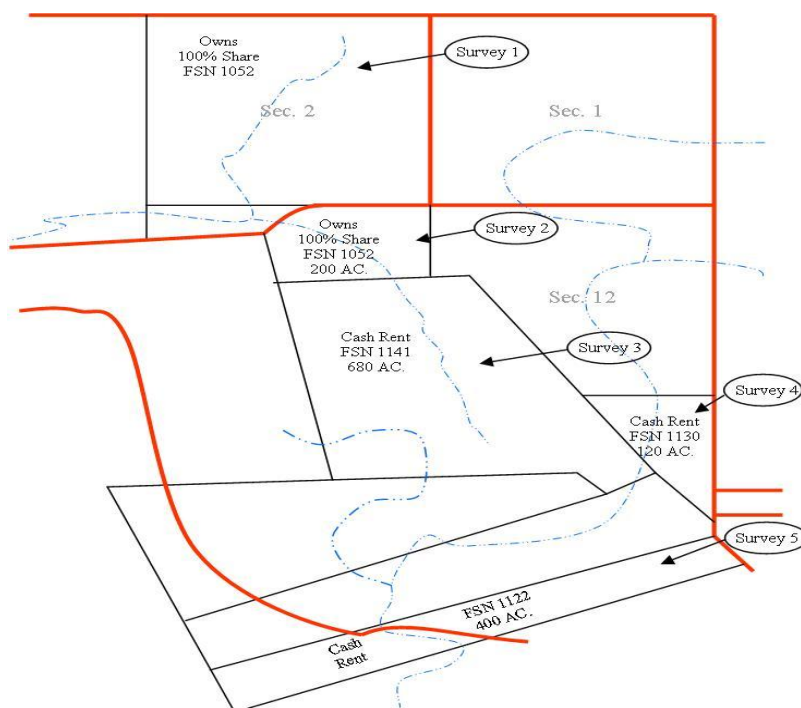 Owns
100% Share
FSN 1052
Survey 1
Sec. 2
Sec. 1
Owns
100% Share
FSN 1052
200 AC.
Survey 2
Sec. 12
Cash Rent
FSN 1141
680 AC.
Survey 3
Survey 4
Cash Rent
FSN 1130
120 AC.
Survey 5
FSN 1122
400 AC.
Cash
Rent